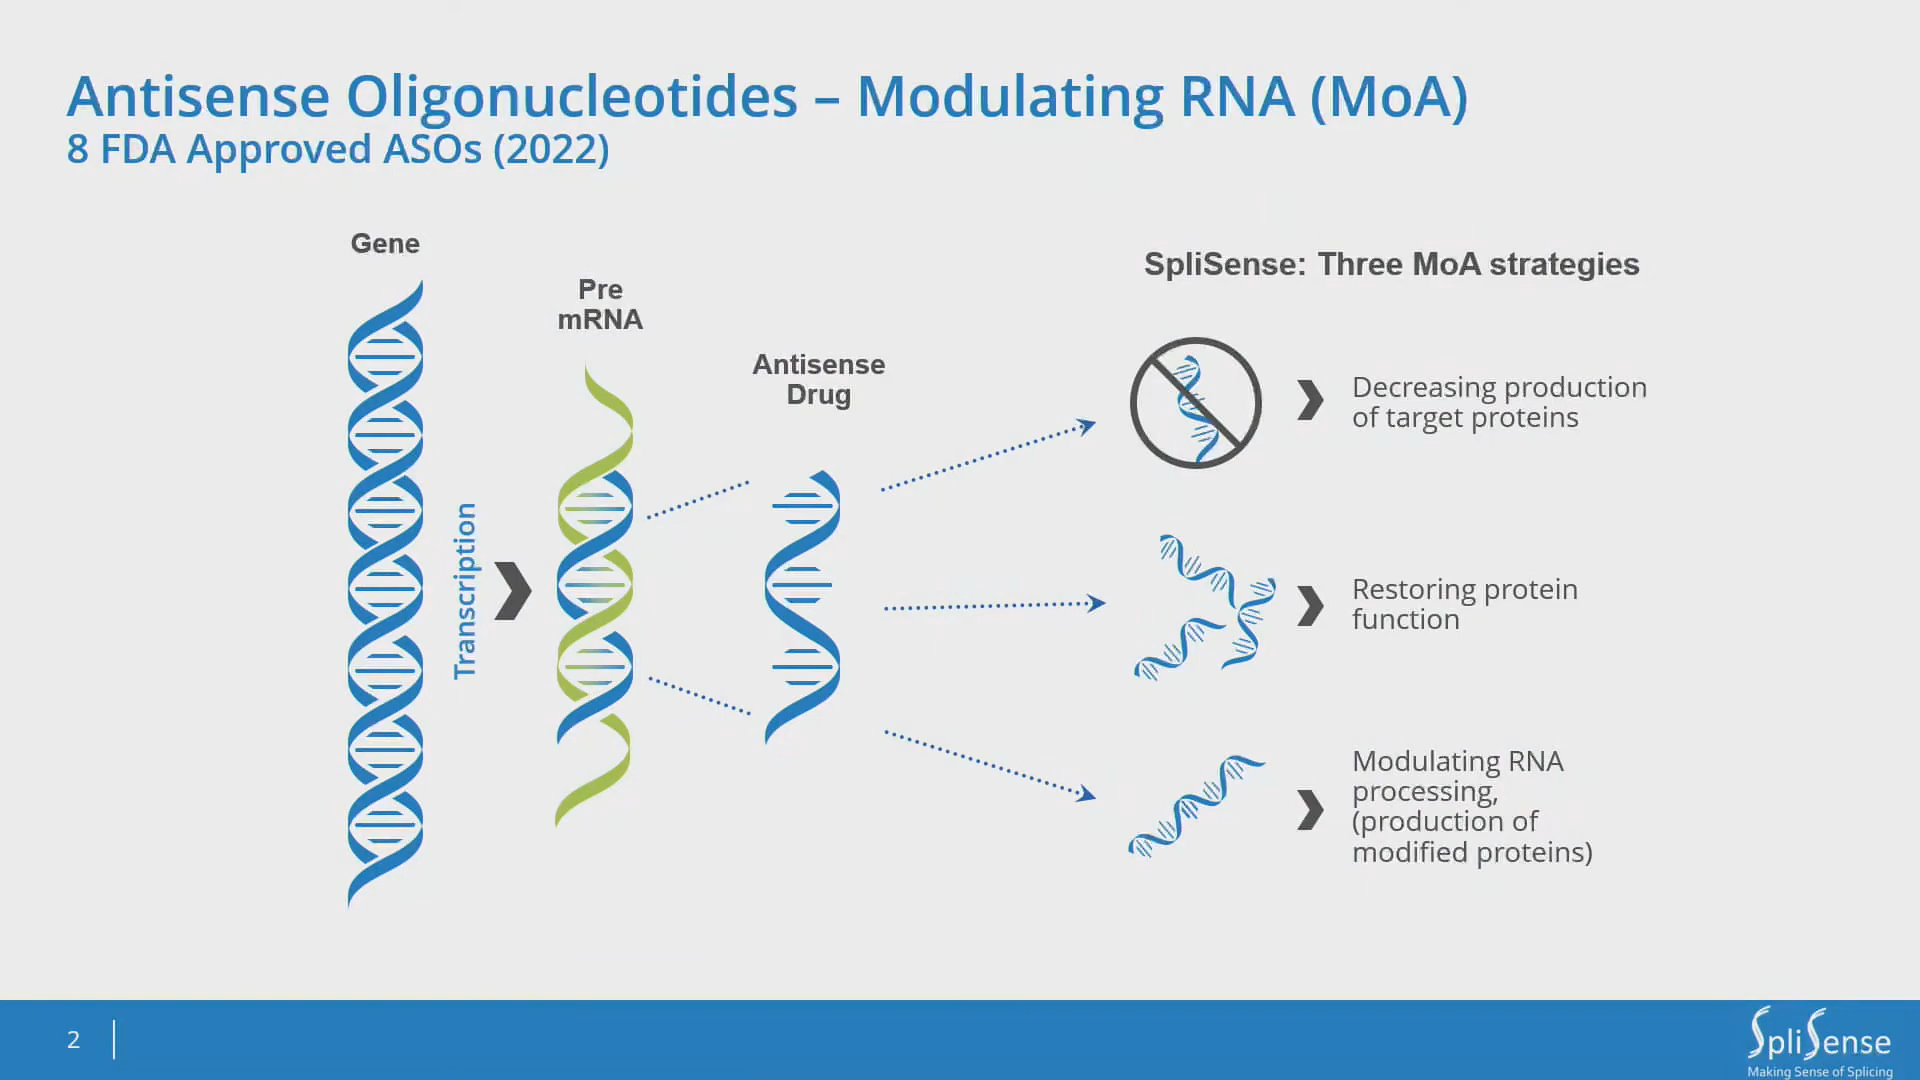 Antisense Oligonucleotides – Modulating RNA (MoA)
8 FDA Approved ASOs (2022)
Gene
Pre
mRNA
Antisense
Drug
Transcription
SpliSense: Three MoA strategies
Decreasing production
of target proteins
Restoring protein
function
Modulating RNA
processing,
(production of
modified proteins)
2
SpliSense
Making Sense of Splicing